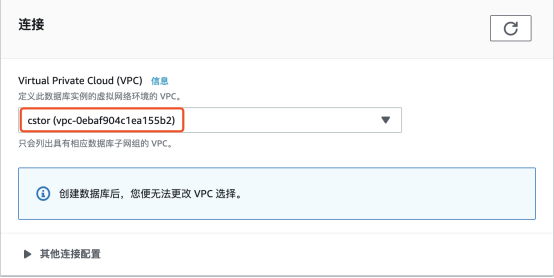 连接
Virtual Private Cloud (VPC) 信息
定义此数据库实例的虚拟网络环境的 VPC。
cstor (vpc-0ebaf904c1ea155b2)
只会列出具有相应数据库子网组的 VPC。
创建数据库后，您便无法更改 VPC 选择。
其他连接配置